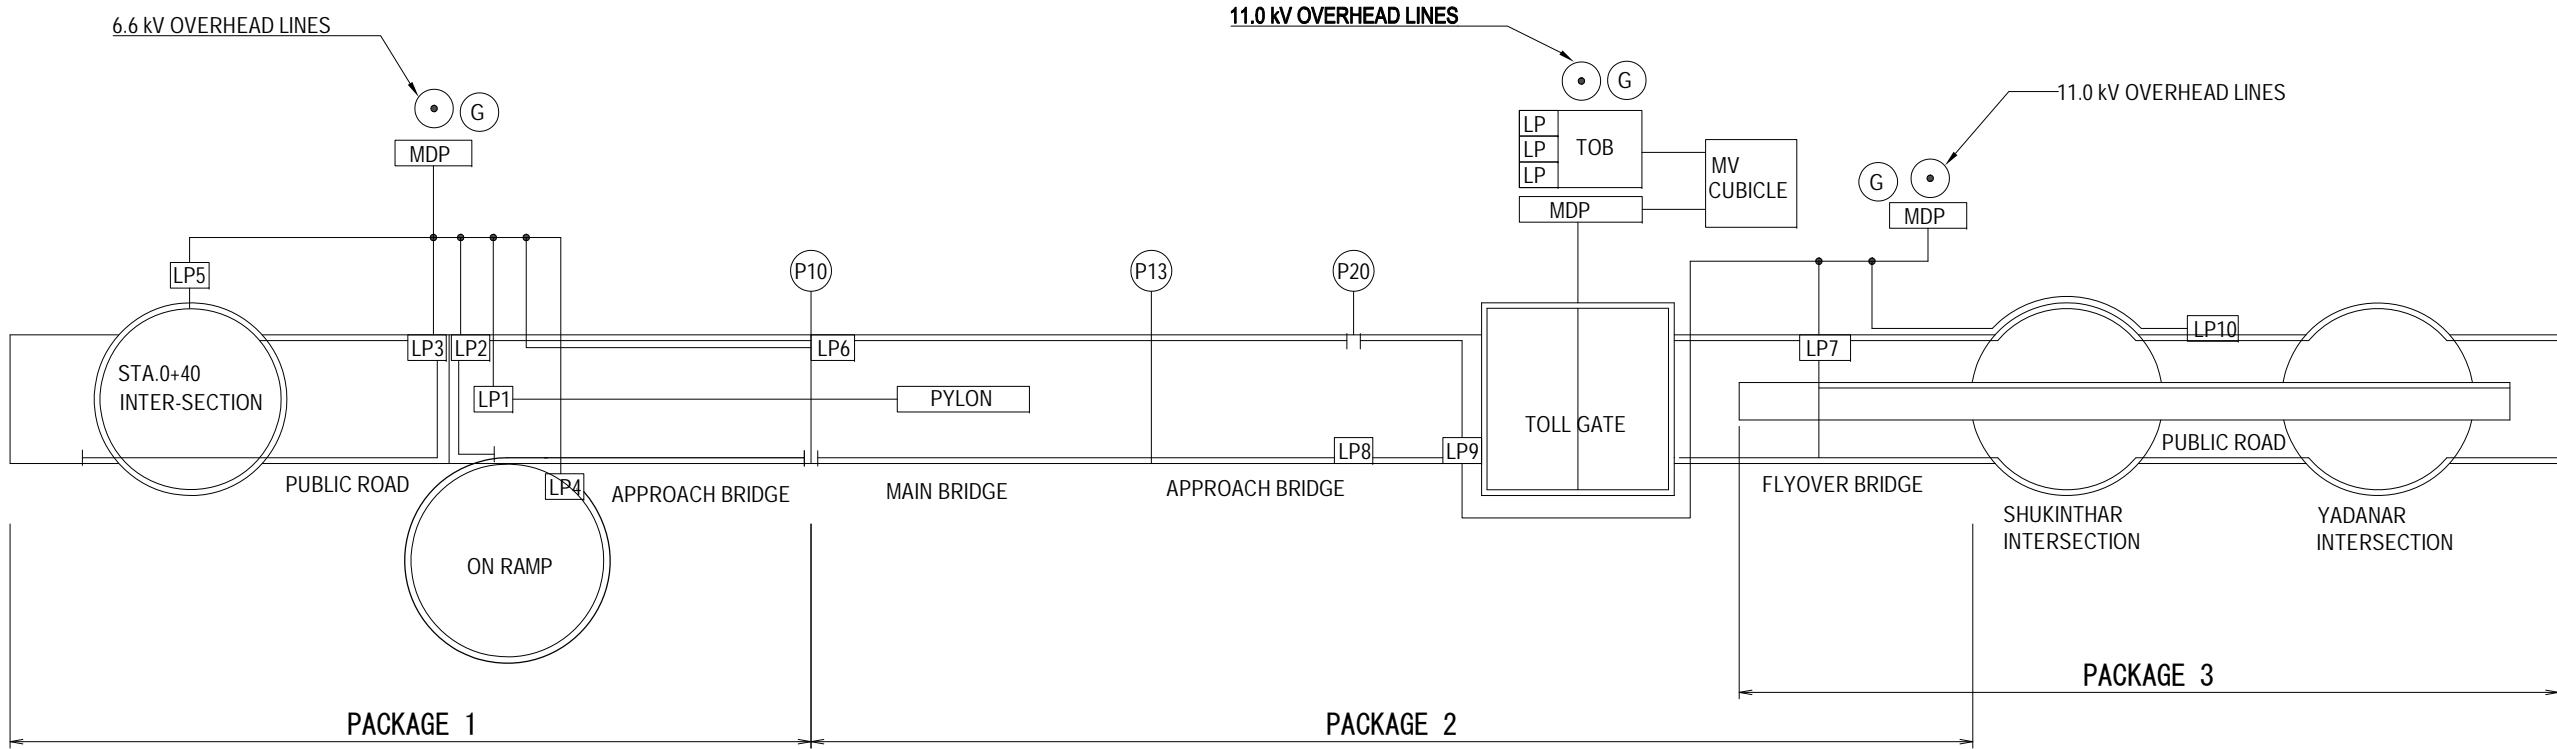 6.6 kV OVERHEAD LINES
11.0 kV OVERHEAD LINES
11.0 kV OVERHEAD LINES
G
MDP
G
LP
LP
LP
TOB
MV
CUBICLE
MDP
G
MDP
LP5
P10
P13
P20
LP3
LP2
LP6
LP7
LP10
STA.0+40
INTER-SECTION
LP1
PYLON
TOLL GATE
LP8
LP9
PUBLIC ROAD
PUBLIC ROAD
LP4
APPROACH BRIDGE
MAIN BRIDGE
APPROACH BRIDGE
FLYOVER BRIDGE
SHUKINTHAR
INTERSECTION
YADANAR
INTERSECTION
ON RAMP
PACKAGE 1
PACKAGE 2
PACKAGE 3